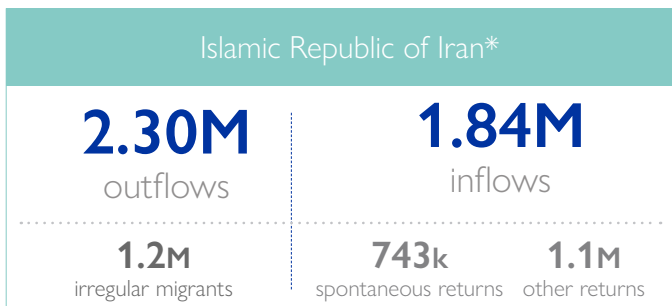 Islamic Republic of Iran*
2.30M
outflows
1.84M
inflows
1.2M
irregular migrants
743k
spontaneous returns
1.1M
other returns